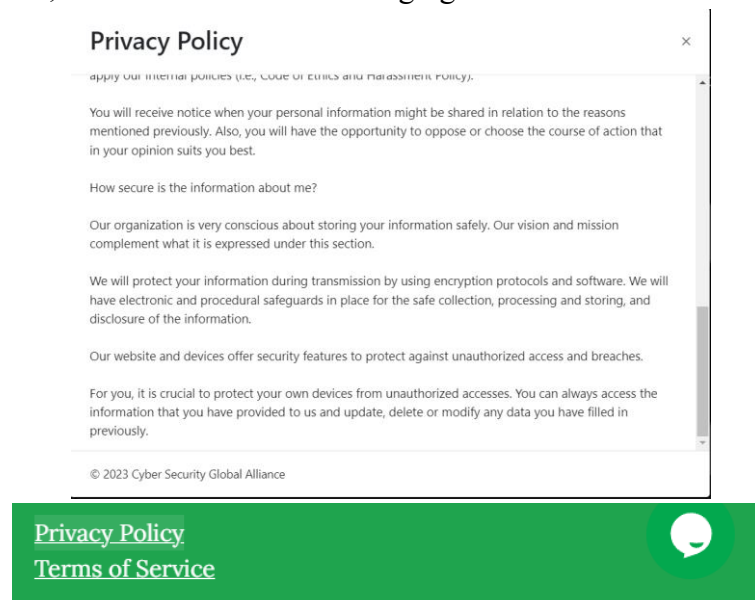 Privacy Policy
×
apply our internal policies (i.e., Code of Ethics and Harassment Policy).
You will receive notice when your personal information might be shared in relation to the reasons
mentioned previously. Also, you will have the opportunity to oppose or choose the course of action that
in your opinion suits you best.
How secure is the information about me?
Our organization is very conscious about storing your information safely. Our vision and mission
complement what it is expressed under this section.
We will protect your information during transmission by using encryption protocols and software. We will
have electronic and procedural safeguards in place for the safe collection, processing and storing, and
disclosure of the information.
Our website and devices offer security features to protect against unauthorized access and breaches.
For you, it is crucial to protect your own devices from unauthorized accesses. You can always access the
information that you have provided to us and update, delete or modify any data you have filled in
previously.
© 2023 Cyber Security Global Alliance
Privacy Policy
Terms of Service